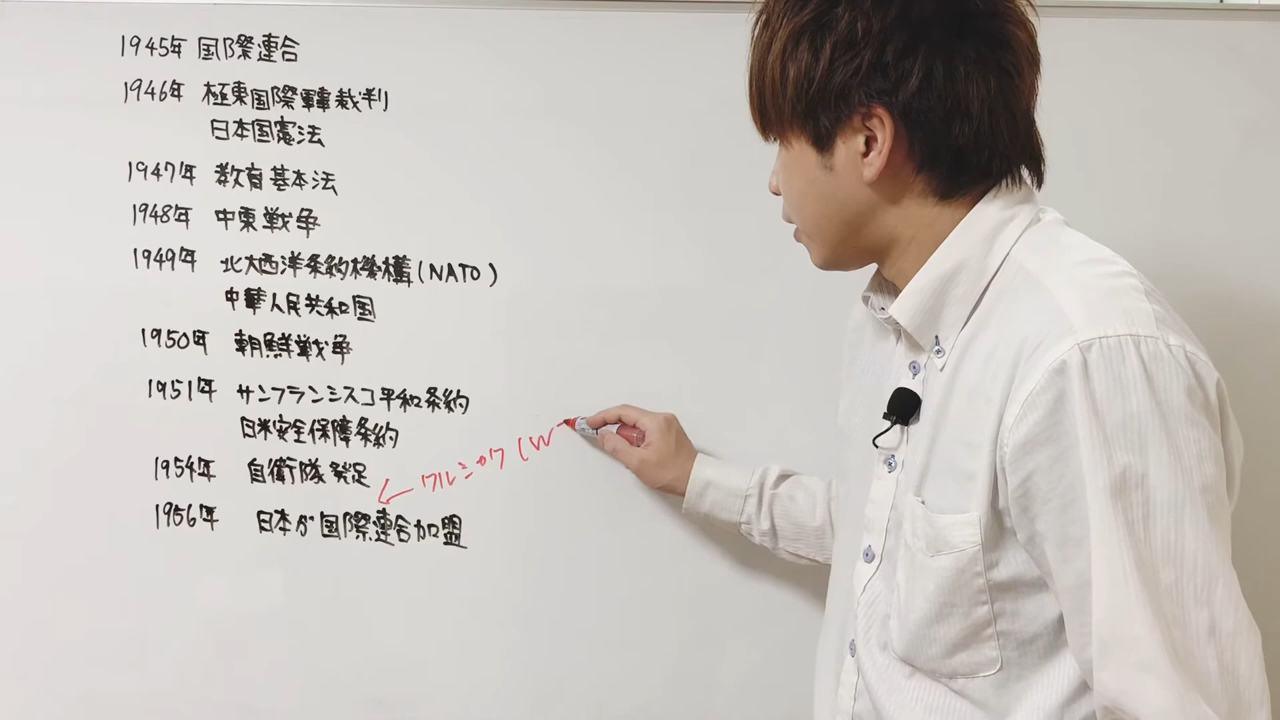 1945年 国際連合
1946年 極東国際軍事裁判
日本国憲法
1947年 教育基本法
1948年 中東戦争
1949年 北大西洋条約機構(NATO)
中華人民共和国
1950年 朝鮮戦争
1951年 サンフランシスコ平和条約
日米安全保障条約
1954年 自衛隊発足
1956年 日本が国際連合加盟
ワルシャワ(W